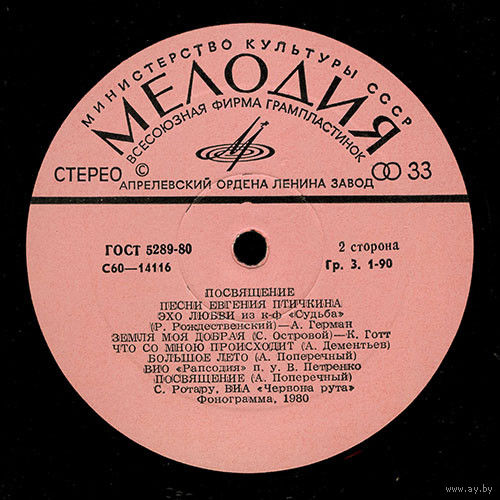 МИНИСТЕРСТВО КУЛЬТУРЫ СССР
МЕЛОДИЯ
ВСЕСОЮЗНАЯ ФИРМА ГРАМПЛАСТИНОК
СТЕРЕО © 33
АПРЕЛЕВСКИЙ ОРДЕНА ЛЕНИНА ЗАВОД
ГОСТ 5289-80 2 сторона
С60—14116 Гр. 3. 1-90
ПОСВЯЩЕНИЕ
ПЕСНИ ЕВГЕНИЯ ПТИЧКИНА
ЭХО ЛЮБВИ из к-ф «Судьба»
(Р. Рождественский)—А. Герман
ЗЕМЛЯ МОЯ ДОБРАЯ (С. Островой)—К. Готт
ЧТО СО МНОЮ ПРОИСХОДИТ (А. Дементьев)
БОЛЬШОЕ ЛЕТО (А. Поперечный)
ВИО «Рапсодия» п. у В. Петренко
ПОСВЯЩЕНИЕ (А. Поперечный)
С. Ротару, ВИА «Червона рута»
Фонограмма, 1980
www.ay.by